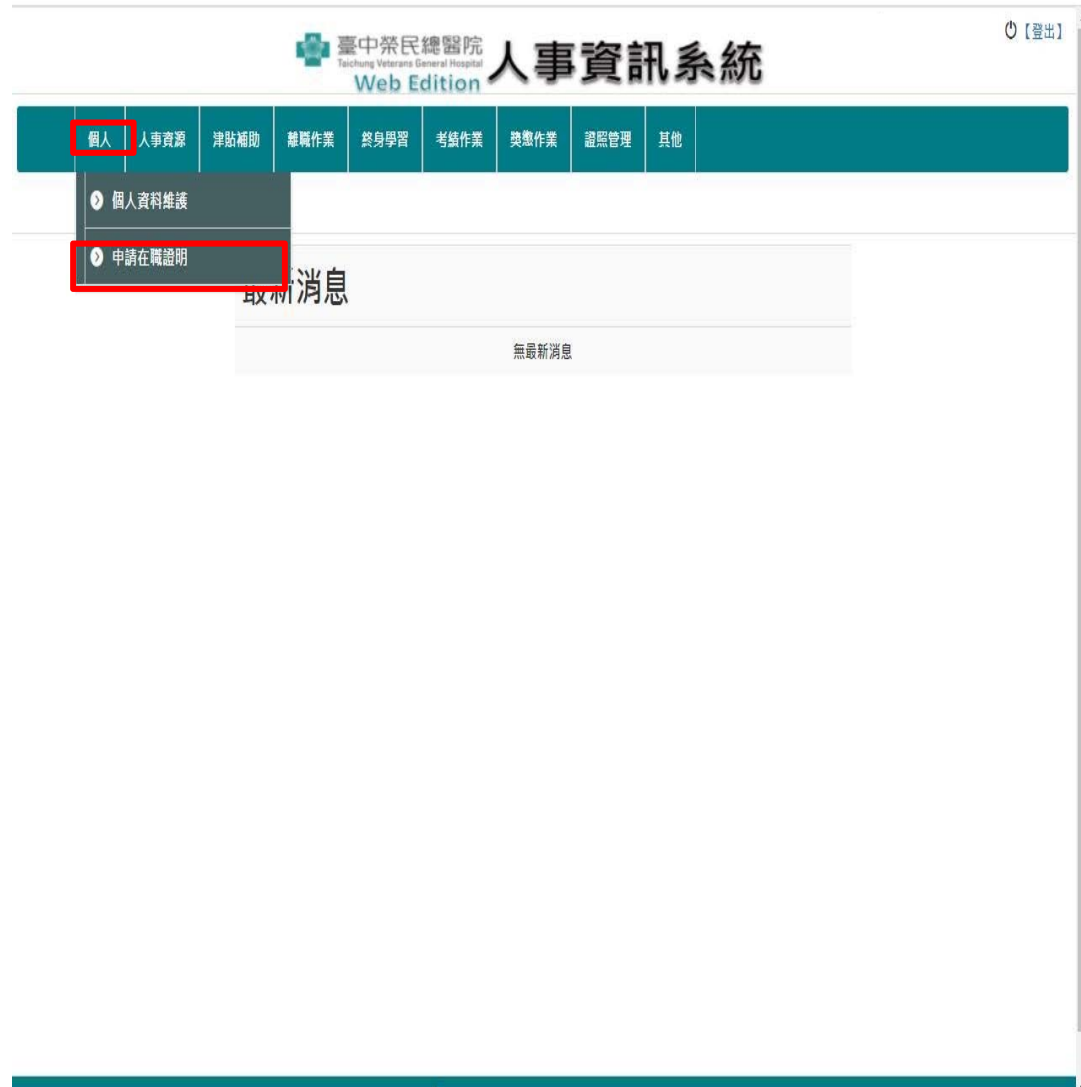 【登出】
臺中榮民總醫院
Taichung Veterans General Hospital
Web Edition
人事資訊系統
個人 人事資源 津貼補助 離職作業 終身學習 考績作業 獎懲作業 證照管理 其他
個人資料維護
申請在職證明
最新消息
無最新消息